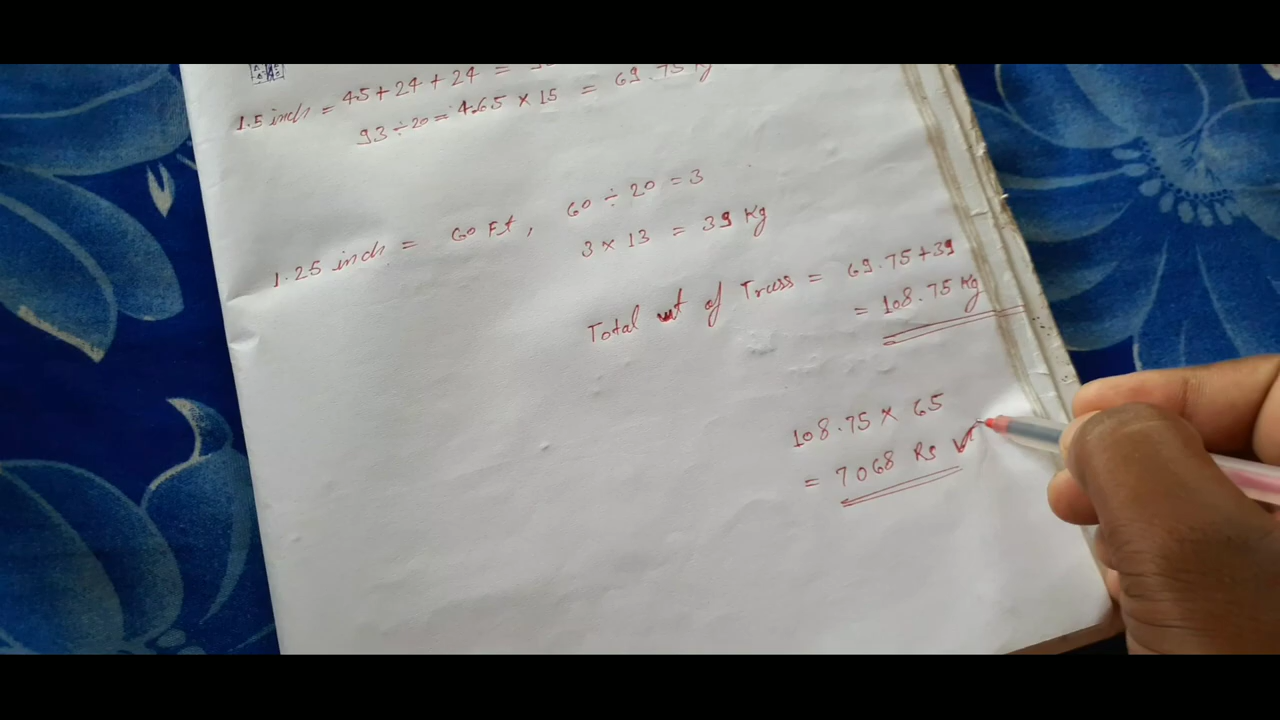 1.5 inch = 45+24+24 =
93÷20 = 4.65 × 15 = 69.75 Kg
1.25 inch = 60 Ft, 60 ÷ 20 = 3
3 × 13 = 39 Kg
Total wt of Truss = 69.75+39
= 108.75 Kg
108.75 × 65
= 7068 Rs ✓